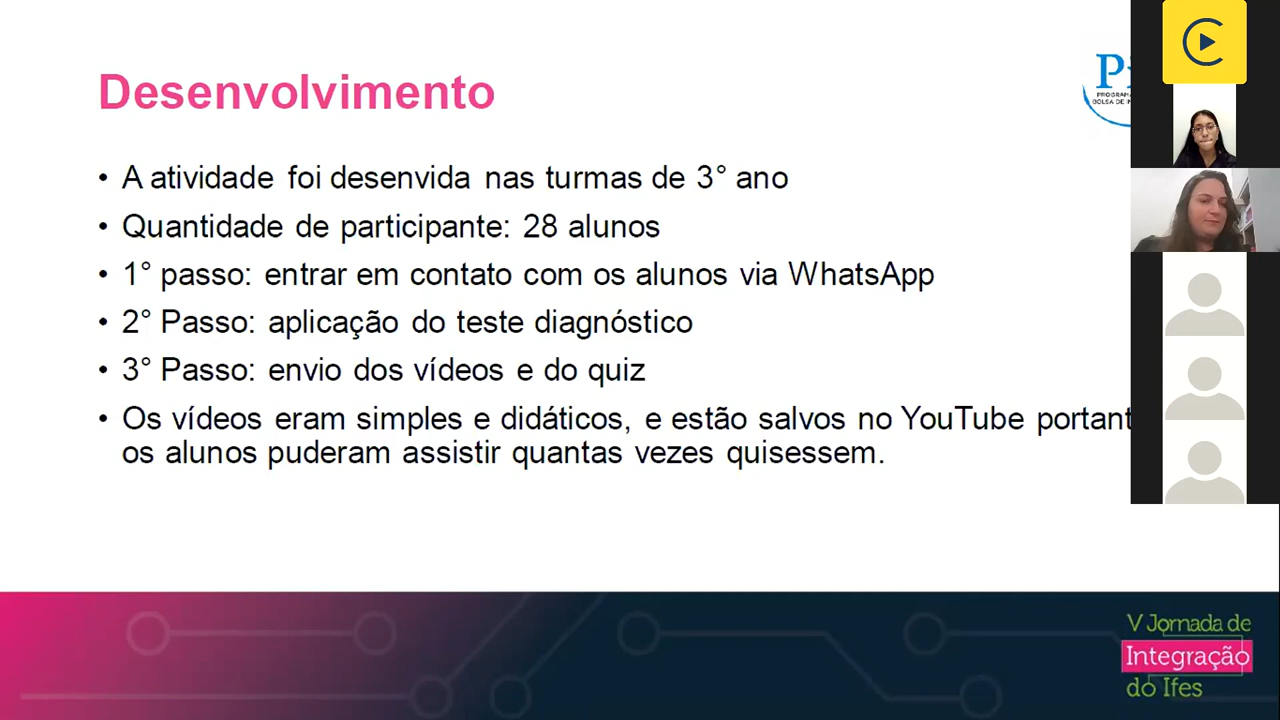 Desenvolvimento
• A atividade foi desenvida nas turmas de 3° ano
• Quantidade de participante: 28 alunos
• 1° passo: entrar em contato com os alunos via WhatsApp
• 2° Passo: aplicação do teste diagnóstico
• 3° Passo: envio dos vídeos e do quiz
• Os vídeos eram simples e didáticos, e estão salvos no YouTube portant
os alunos puderam assistir quantas vezes quisessem.
V Jornada de
Integração
do Ifes